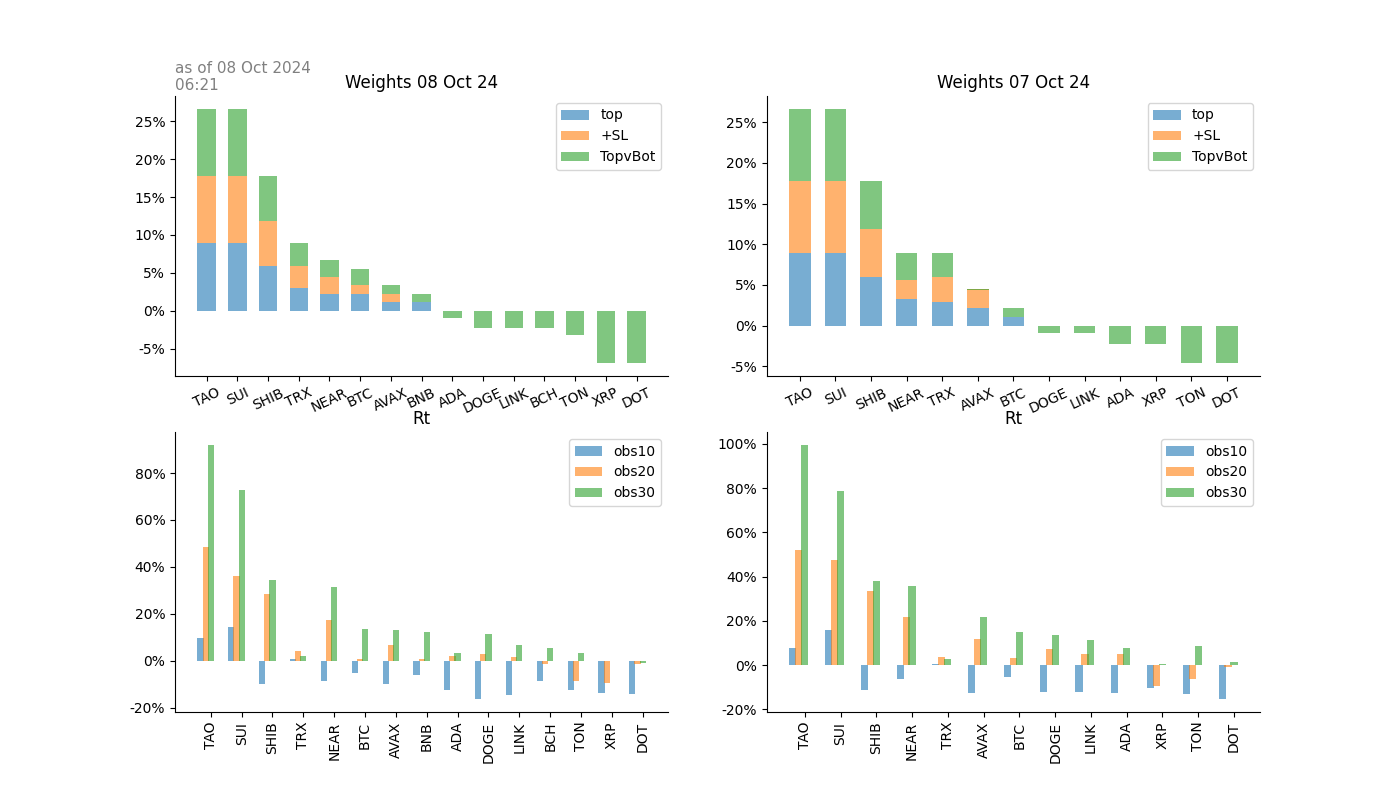 as of 08 Oct 2024
06:21
Weights 08 Oct 24
25%
20%
15%
10%
5%
0%
-5%
top
+SL
TopvBot
TAO SUI SHIB TRX NEAR BTC AVAX BNB ADA DOGE LINK BCH TON XRP DOT
Weights 07 Oct 24
25%
20%
15%
10%
5%
0%
-5%
top
+SL
TopvBot
TAO SUI SHIB NEAR TRX AVAX BTC DOGE LINK ADA XRP TON DOT
Rt
80%
60%
40%
20%
0%
-20%
obs10
obs20
obs30
TAO SUI SHIB TRX NEAR BTC AVAX BNB ADA DOGE LINK BCH TON XRP DOT
Rt
100%
80%
60%
40%
20%
0%
-20%
obs10
obs20
obs30
TAO SUI SHIB NEAR TRX AVAX BTC DOGE LINK ADA XRP TON DOT